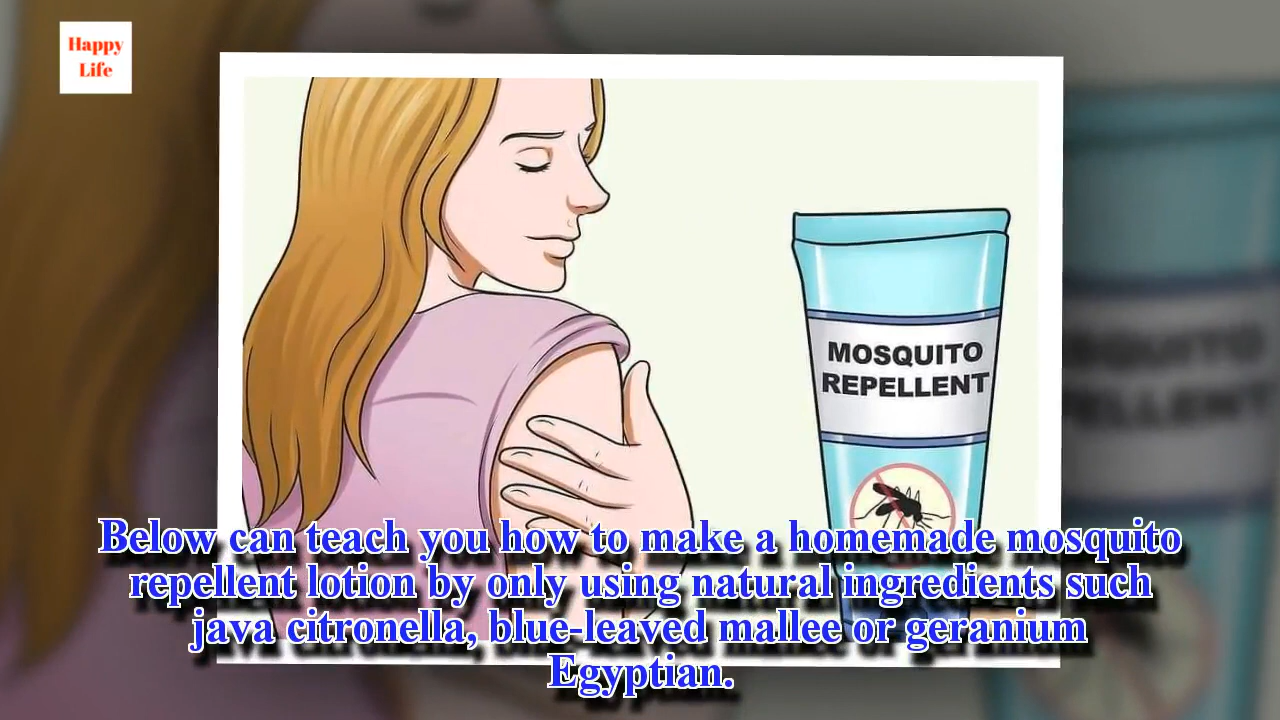 Happy
Life
MOSQUITO
REPELLENT
Below can teach you how to make a homemade mosquito
repellent lotion by only using natural ingredients such
java citronella, blue-leaved mallee or geranium
Egyptian.